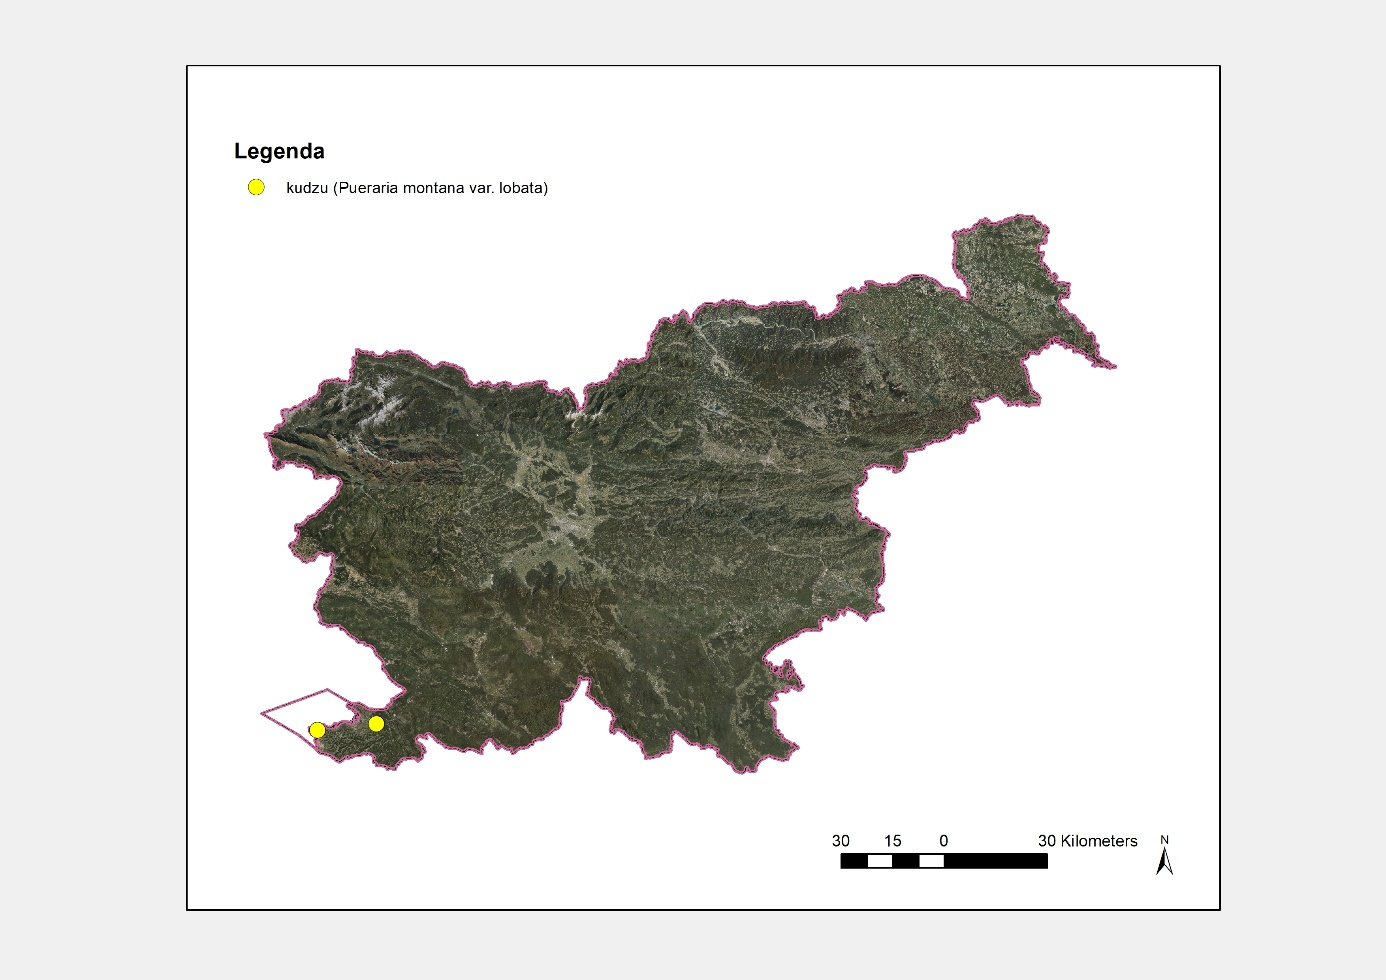 Legenda
kudzu (Pueraria montana var. lobata)
30 15 0 30 Kilometers
N